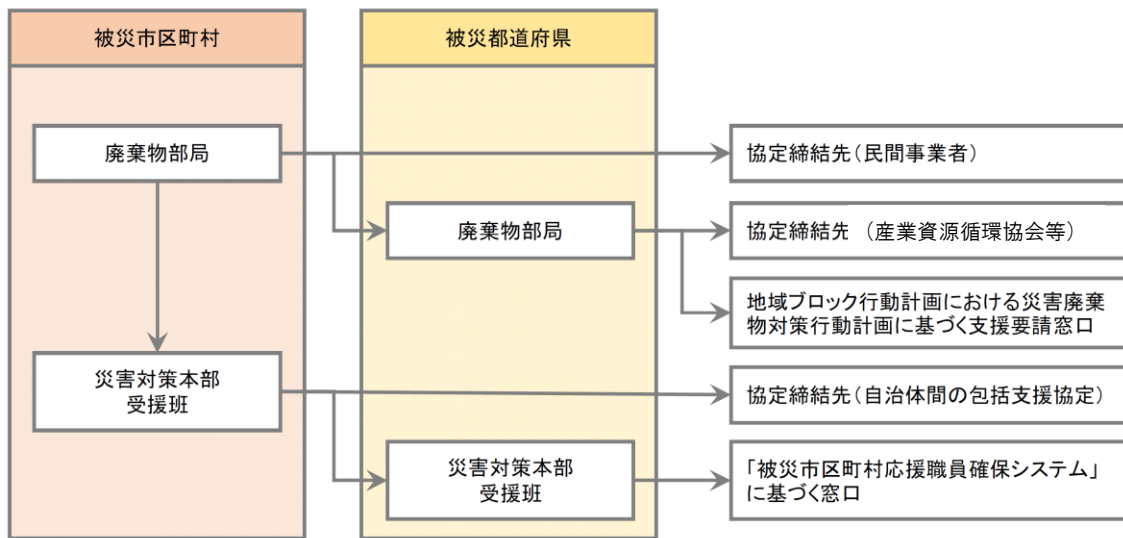 被災市区町村
被災都道府県
廃棄物部局
協定締結先(民間事業者)
廃棄物部局
協定締結先 (産業資源循環協会等)
地域ブロック行動計画における災害廃棄
物対策行動計画に基づく支援要請窓口
災害対策本部
受援班
協定締結先(自治体間の包括支援協定)
災害対策本部
受援班
「被災市区町村応援職員確保システム」
に基づく窓口